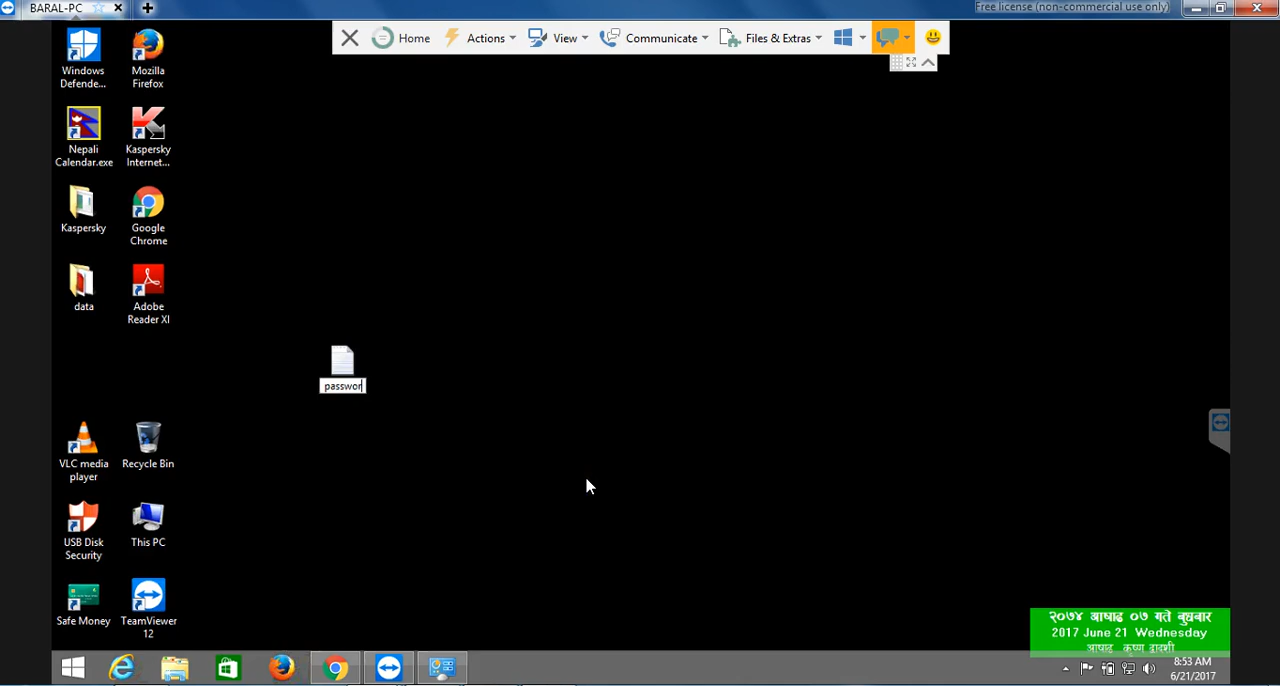 BARAL-PC
Free license (non-commercial use only)
Home
Actions
View
Communicate
Files & Extras
Windows
Defende...
Mozilla
Firefox
Nepali
Calendar.exe
Kaspersky
Internet...
Kaspersky
Google
Chrome
data
Adobe
Reader XI
passwor
VLC media
player
Recycle Bin
USB Disk
Security
This PC
Safe Money
TeamViewer
12
२०७४ आषाढ ०७ गते बुधबार
2017 June 21 Wednesday
आषाढ कृष्ण द्वादशी
8:53 AM
6/21/2017